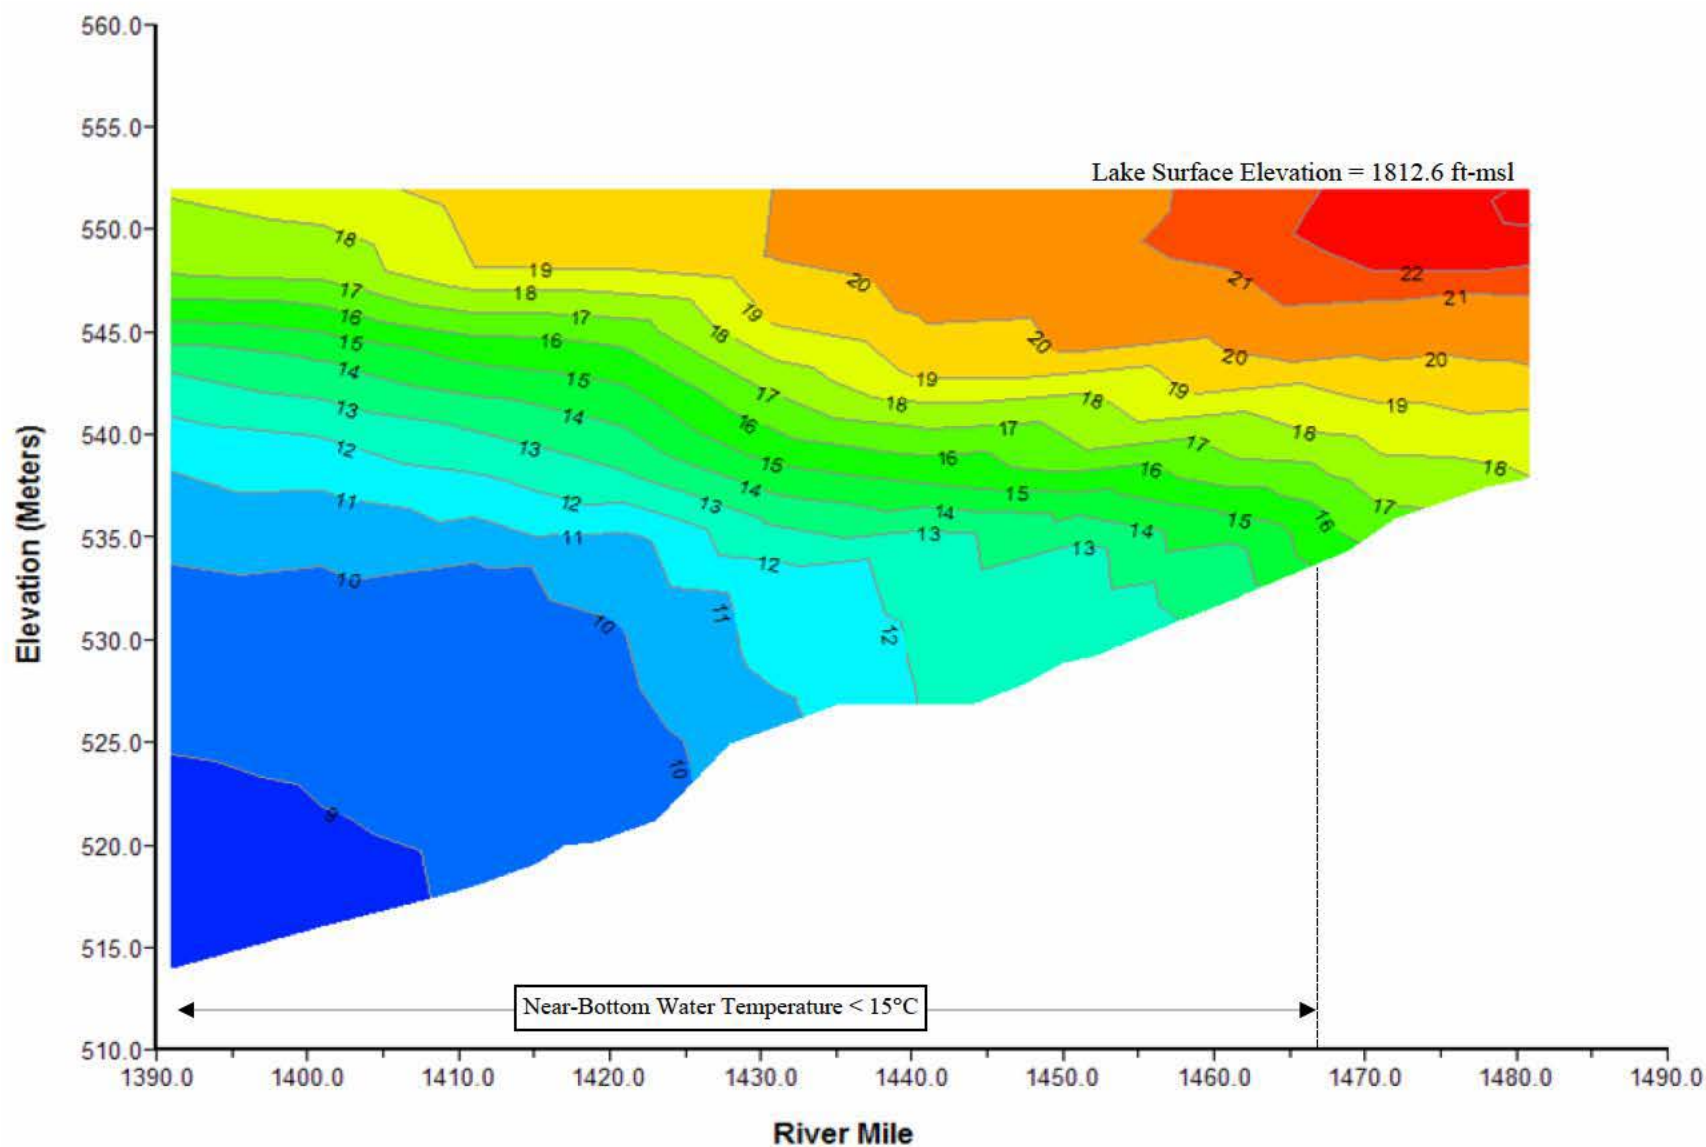 560.0
555.0
Lake Surface Elevation = 1812.6 ft-msl
550.0
18 19 20 21 22
17 18 19 21
545.0
16 17 18 20
15 16 20 20
14 15 17 19 19
13 14 16 18 18 19
540.0
12 13 15 17 17 18
11 12 14 16 16 18
535.0
11 13 15 15 17
10 12 14 14 16
13 13
530.0
10 11 12
525.0
10
520.0
9
515.0
Near-Bottom Water Temperature < 15°C
510.0
1390.0 1400.0 1410.0 1420.0 1430.0 1440.0 1450.0 1460.0 1470.0 1480.0 1490.0
River Mile
Elevation (Meters)